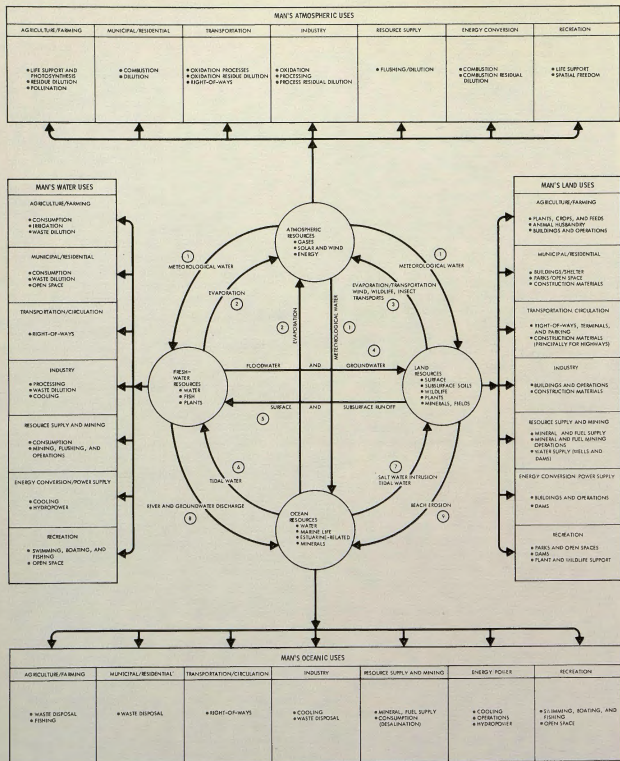 MAN'S ATMOSPHERIC USES
AGRICULTURE/FARMING
• LIFE SUPPORT AND
PHOTOSYNTHESIS
• RESIDUE DILUTION
• POLLINATION
MUNICIPAL/RESIDENTIAL
• COMBUSTION
• DILUTION
TRANSPORTATION
• OXIDATION PROCESSES
• OXIDATION RESIDUE DILUTION
• RIGHT-OF-WAYS
INDUSTRY
• OXIDATION
• PROCESSING
• PROCESS RESIDUAL DILUTION
RESOURCE SUPPLY
• FLUSHING/DILUTION
ENERGY CONVERSION
• COMBUSTION
• COMBUSTION RESIDUAL
DILUTION
RECREATION
• LIFE SUPPORT
• SPATIAL FREEDOM
MAN'S WATER USES
AGRICULTURE/FARMING
• CONSUMPTION
• IRRIGATION
• WASTE DILUTION
MUNICIPAL/RESIDENTIAL
• CONSUMPTION
• WASTE DILUTION
• OPEN SPACE
TRANSPORTATION/CIRCULATION
• RIGHT-OF-WAYS
INDUSTRY
• PROCESSING
• WASTE DILUTION
• COOLING
RESOURCE SUPPLY AND MINING
• CONSUMPTION
• MINING, FLUSHING, AND
OPERATIONS
ENERGY CONVERSION/POWER SUPPLY
• COOLING
• HYDROPOWER
RECREATION
• SWIMMING, BOATING, AND
FISHING
• OPEN SPACE
ATMOSPHERIC
RESOURCES
• GASES
• SOLAR AND WIND
• ENERGY
1
METEOROLOGICAL WATER
EVAPORATION
2
1
METEOROLOGICAL WATER
EVAPORATION/TRANSPORTATION
WIND, WILDLIFE, INSECT
TRANSPORTS
3
2
EVAPORATION
1
METEOROLOGICAL WATER
4
FLOODWATER AND GROUNDWATER
FRESH-
WATER
RESOURCES
• WATER
• FISH
• PLANTS
LAND
RESOURCES
• SURFACE
• SUBSURFACE SOILS
• WILDLIFE
• PLANTS
• MINERALS, FIELDS
SURFACE AND SUBSURFACE RUNOFF
5
6
TIDAL WATER
7
SALT WATER INTRUSION
TIDAL WATER
RIVER AND GROUNDWATER DISCHARGE
8
BEACH EROSION
9
OCEAN
RESOURCES
• WATER
• MARINE LIFE
• ESTUARINE-RELATED
• MINERALS
MAN'S LAND USES
AGRICULTURE/FARMING
• PLANTS, CROPS, AND FEEDS
• ANIMAL HUSBANDRY
• BUILDINGS AND OPERATIONS
MUNICIPAL/RESIDENTIAL
• BUILDINGS/SHELTER
• PARKS/OPEN SPACE
• CONSTRUCTION MATERIALS
TRANSPORTATION CIRCULATION
• RIGHT-OF-WAYS, TERMINALS,
AND PARKING
• CONSTRUCTION MATERIALS
(PRINCIPALLY FOR HIGHWAYS)
INDUSTRY
• BUILDINGS AND OPERATIONS
• CONSTRUCTION MATERIALS
RESOURCE SUPPLY AND MINING
• MINERAL AND FUEL SUPPLY
• MINERAL AND FUEL MINING
OPERATIONS
• WATER SUPPLY (WELLS AND
DAMS)
ENERGY CONVERSION POWER SUPPLY
• BUILDINGS AND OPERATIONS
• DAMS
RECREATION
• PARKS AND OPEN SPACES
• DAMS
• PLANT AND WILDLIFE SUPPORT
MAN'S OCEANIC USES
AGRICULTURE/FARMING
• WASTE DISPOSAL
• FISHING
MUNICIPAL/RESIDENTIAL
• WASTE DISPOSAL
TRANSPORTATION/CIRCULATION
• RIGHT-OF-WAYS
INDUSTRY
• COOLING
• WASTE DISPOSAL
RESOURCE SUPPLY AND MINING
• MINERAL, FUEL SUPPLY
• CONSUMPTION
(DESALINATION)
ENERGY POWER
• COOLING
• OPERATIONS
• HYDROPOWER
RECREATION
• SWIMMING, BOATING, AND
FISHING
• OPEN SPACE